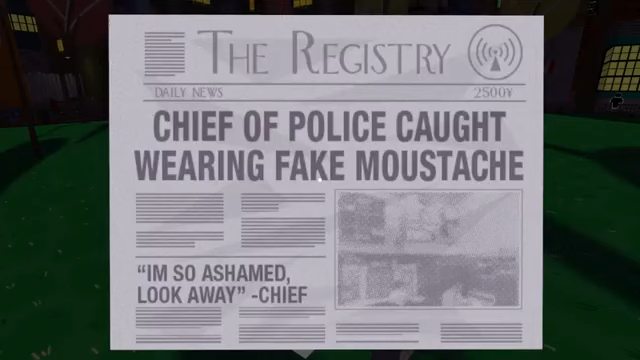 THE REGISTRY
DAILY NEWS 2500¥
CHIEF OF POLICE CAUGHT
WEARING FAKE MOUSTACHE
"IM SO ASHAMED,
LOOK AWAY" -CHIEF